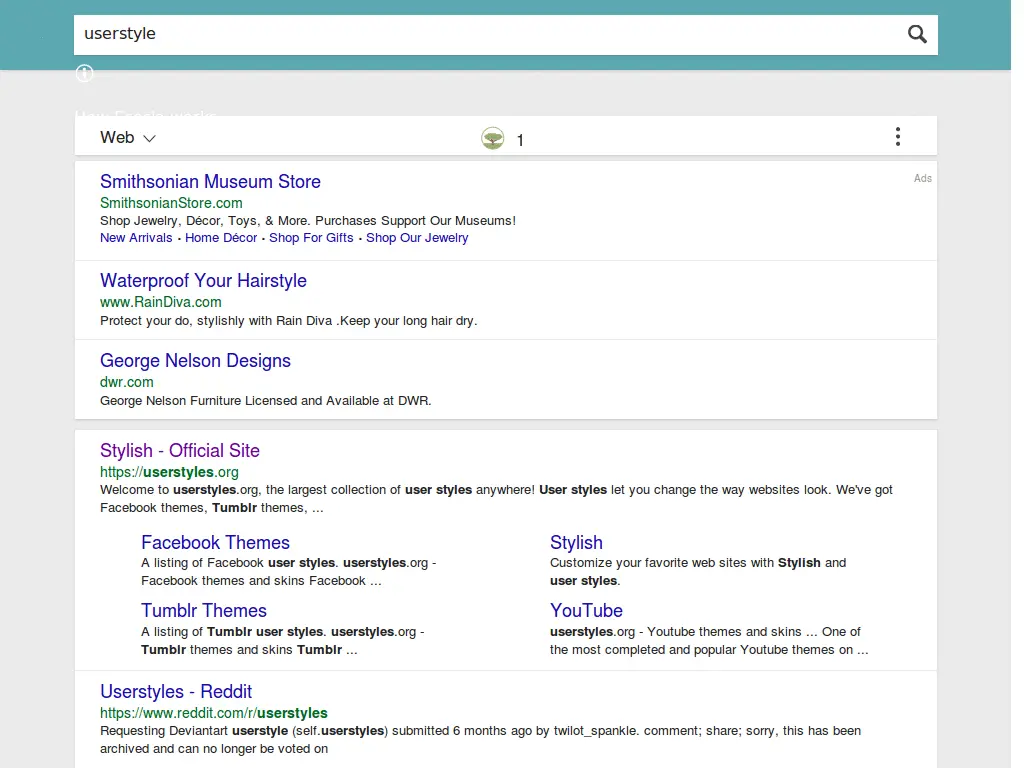 userstyle
Web
1
Smithsonian Museum Store
Ads
SmithsonianStore.com
Shop Jewelry, Décor, Toys, & More. Purchases Support Our Museums!
New Arrivals · Home Décor · Shop For Gifts · Shop Our Jewelry
Waterproof Your Hairstyle
www.RainDiva.com
Protect your do, stylishly with Rain Diva .Keep your long hair dry.
George Nelson Designs
dwr.com
George Nelson Furniture Licensed and Available at DWR.
Stylish - Official Site
https://userstyles.org
Welcome to userstyles.org, the largest collection of user styles anywhere! User styles let you change the way websites look. We've got
Facebook themes, Tumblr themes, ...
Facebook Themes
A listing of Facebook user styles. userstyles.org -
Facebook themes and skins Facebook ...
Stylish
Customize your favorite web sites with Stylish and
user styles.
Tumblr Themes
A listing of Tumblr user styles. userstyles.org -
Tumblr themes and skins Tumblr ...
YouTube
userstyles.org - Youtube themes and skins ... One of
the most completed and popular Youtube themes on ...
Userstyles - Reddit
https://www.reddit.com/r/userstyles
Requesting Deviantart userstyle (self.userstyles) submitted 6 months ago by twilot_spankle. comment; share; sorry, this has been
archived and can no longer be voted on